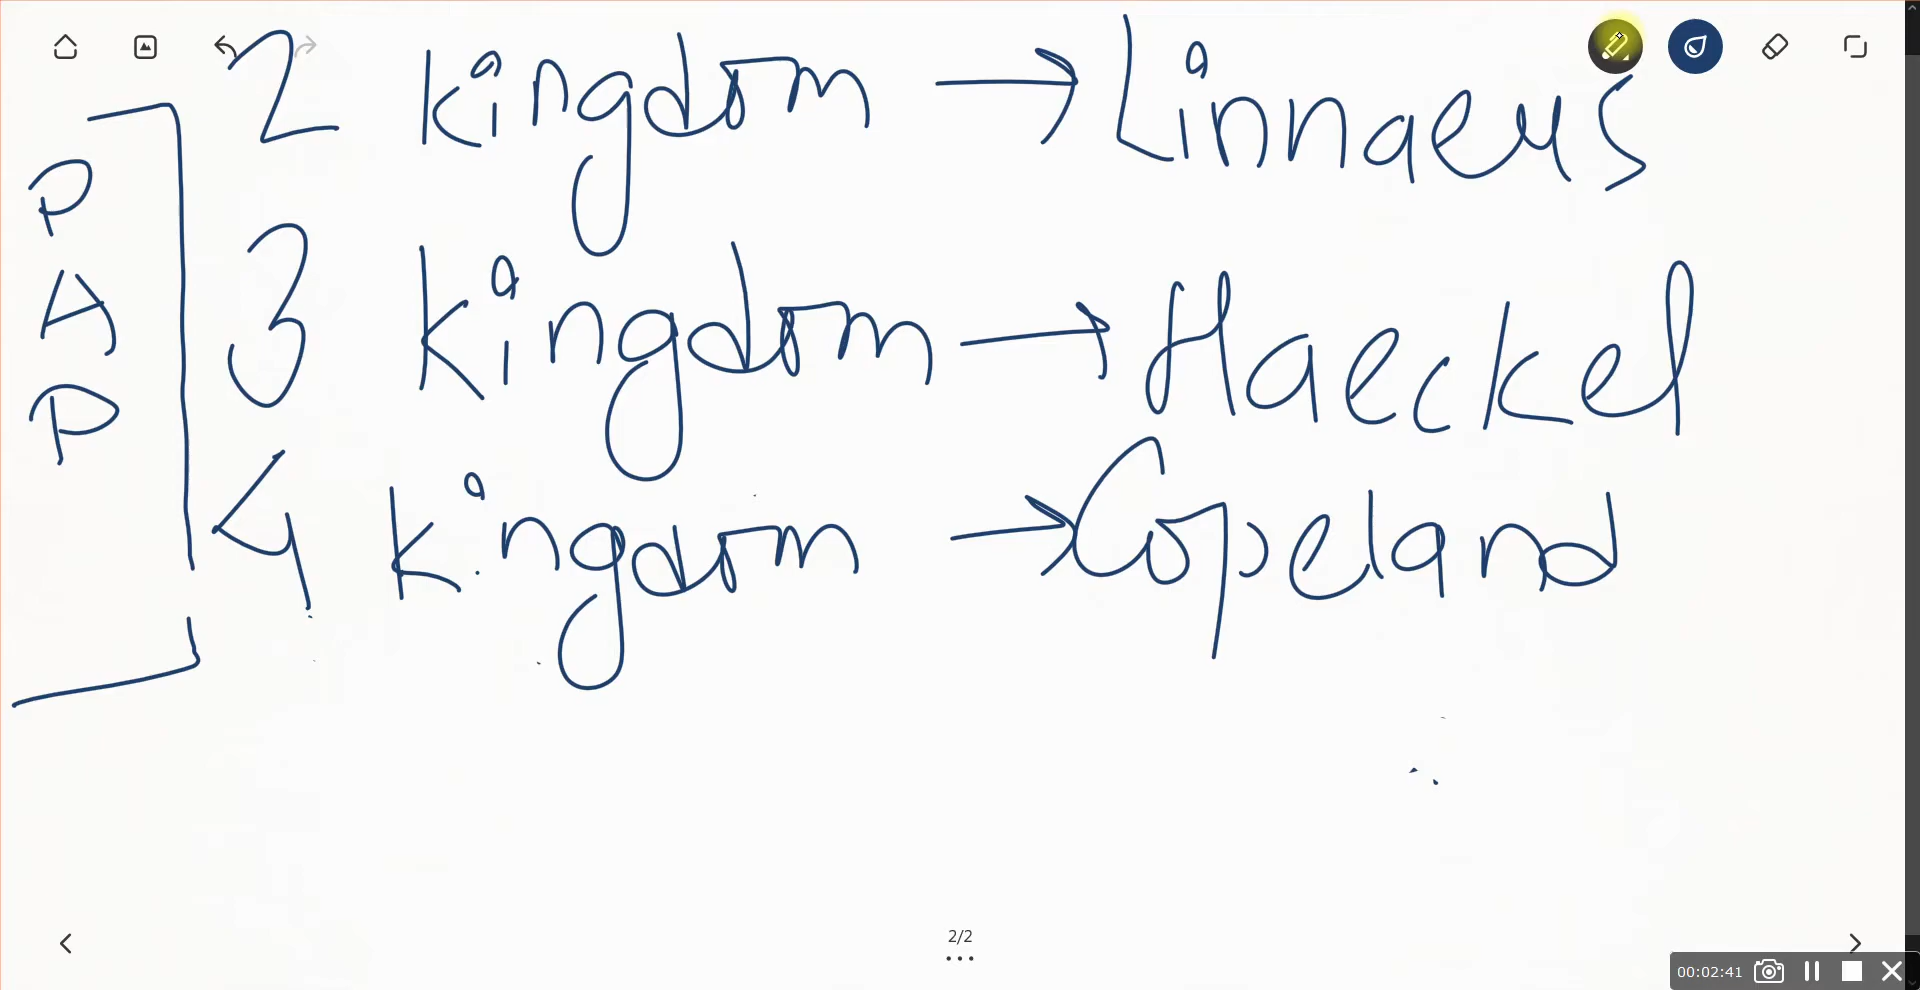 2 kingdom → Linnaeus
P
3 kingdom → Haeckel
A
P
4 kingdom → Copeland
2/2
00:02:41